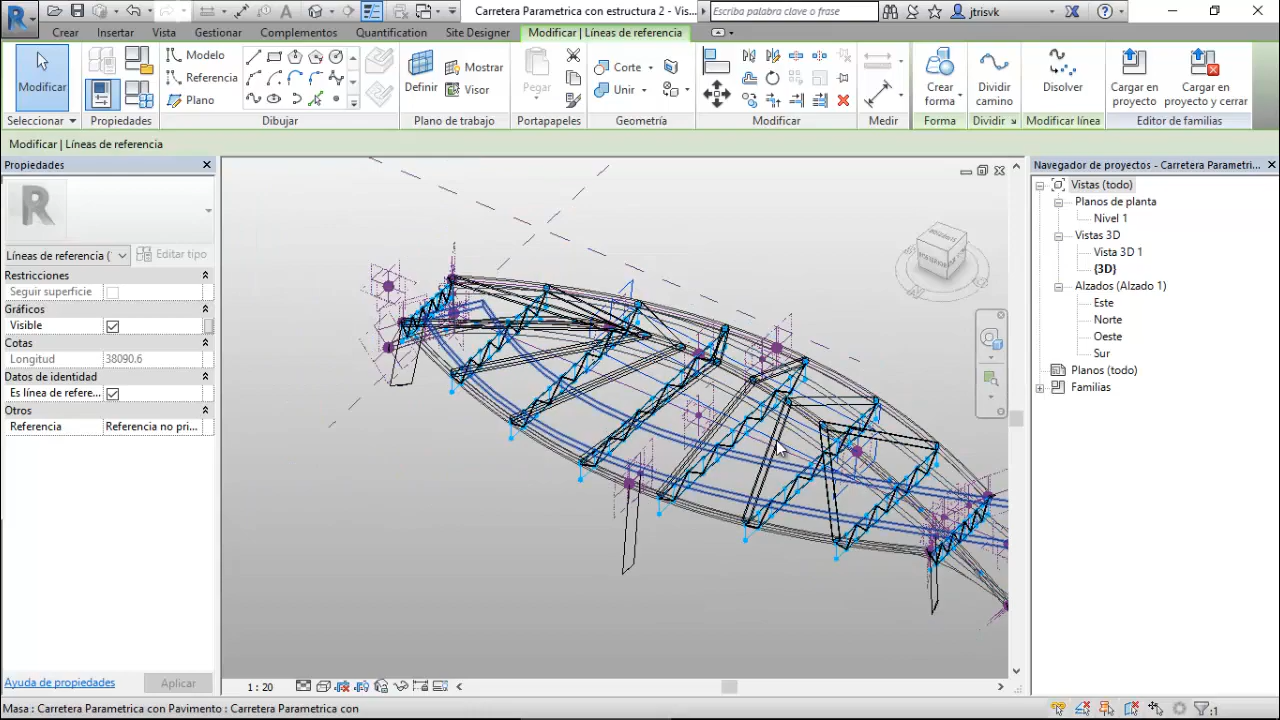 Carretera Parametrica con estructura 2 - Vis...
Escriba palabra clave o frase
jtrisvk
Crear
Insertar
Vista
Gestionar
Complementos
Quantification
Site Designer
Modificar | Líneas de referencia
Modificar
Modelo
Referencia
Plano
Definir
Mostrar
Visor
Pegar
Corte
Unir
Crear
forma
Dividir
camino
Disolver
Cargar en
proyecto
Cargar en
proyecto y cerrar
Seleccionar
Propiedades
Dibujar
Plano de trabajo
Portapapeles
Geometría
Modificar
Medir
Forma
Dividir
Modificar línea
Editor de familias
Modificar | Líneas de referencia
Propiedades
Líneas de referencia (
Editar tipo
Restricciones
Seguir superficie
Gráficos
Visible
Cotas
Longitud
38090.6
Datos de identidad
Es línea de refere...
Otros
Referencia
Referencia no pri...
Ayuda de propiedades
Aplicar
Navegador de proyectos - Carretera Parametri...
Vistas (todo)
Planos de planta
Nivel 1
Vistas 3D
Vista 3D 1
{3D}
Alzados (Alzado 1)
Este
Norte
Oeste
Sur
Planos (todo)
Familias
1 : 20
Masa : Carretera Parametrica con Pavimento : Carretera Parametrica con
:1